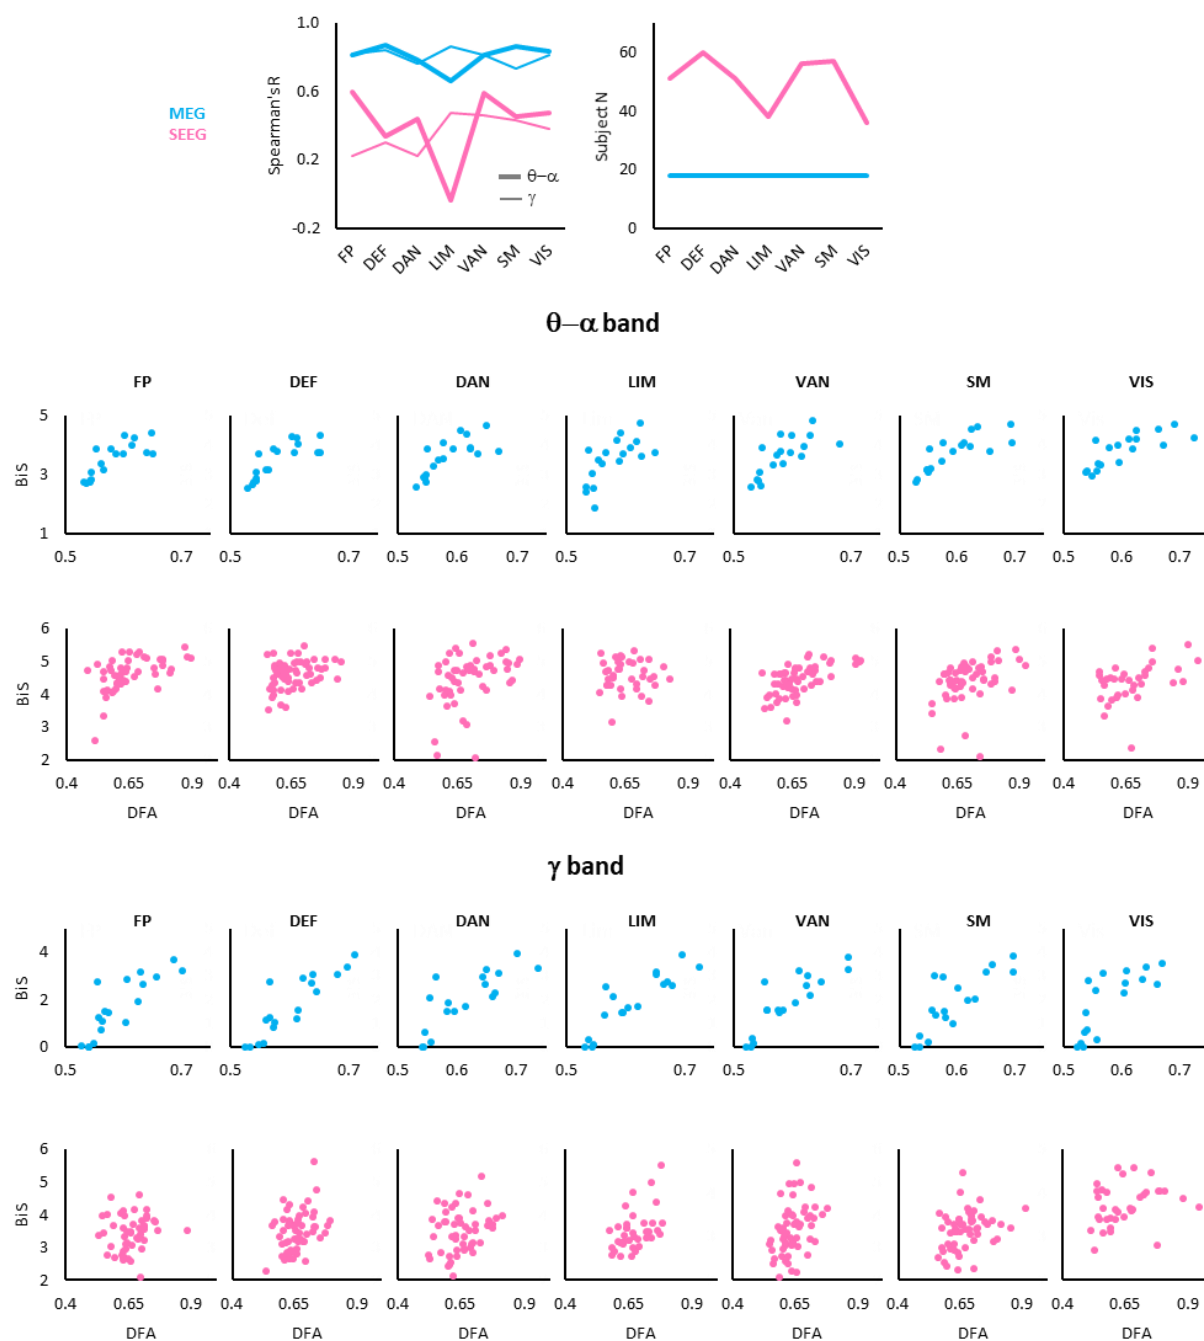 1.0
0.6
0.2
-0.2
Spearman's R
MEG
SEEG
θ–α
γ
FP DEF DAN LIM VAN SM VIS
60
40
20
0
Subject N
FP DEF DAN LIM VAN SM VIS
θ–α band
FP DEF DAN LIM VAN SM VIS
5
3
1
BiS
0.5 0.7 0.5 0.7 0.5 0.6 0.7 0.5 0.6 0.7 0.5 0.7 0.5 0.6 0.7 0.5 0.6 0.7
6
5
4
3
2
BiS
0.4 0.65 0.9 0.4 0.65 0.9 0.4 0.65 0.9 0.4 0.65 0.9 0.4 0.65 0.9 0.4 0.65 0.9 0.4 0.65 0.9
DFA DFA DFA DFA DFA DFA DFA
γ band
FP DEF DAN LIM VAN SM VIS
4
2
0
BiS
0.5 0.7 0.5 0.7 0.5 0.6 0.7 0.5 0.6 0.7 0.5 0.7 0.5 0.6 0.7 0.5 0.6 0.7
6
5
4
3
2
BiS
0.4 0.65 0.9 0.4 0.65 0.9 0.4 0.65 0.9 0.4 0.65 0.9 0.4 0.65 0.9 0.4 0.65 0.9 0.4 0.65 0.9
DFA DFA DFA DFA DFA DFA DFA